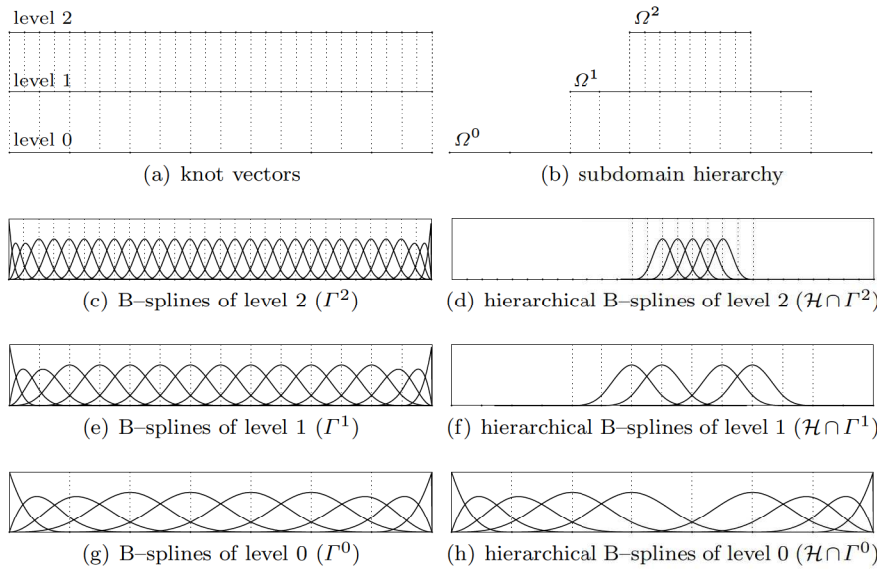 level 2
level 1
level 0
(a) knot vectors
Ω²
Ω¹
Ω⁰
(b) subdomain hierarchy
(c) B–splines of level 2 (Γ²)
(d) hierarchical B–splines of level 2 (ℋ∩Γ²)
(e) B–splines of level 1 (Γ¹)
(f) hierarchical B–splines of level 1 (ℋ∩Γ¹)
(g) B–splines of level 0 (Γ⁰)
(h) hierarchical B–splines of level 0 (ℋ∩Γ⁰)